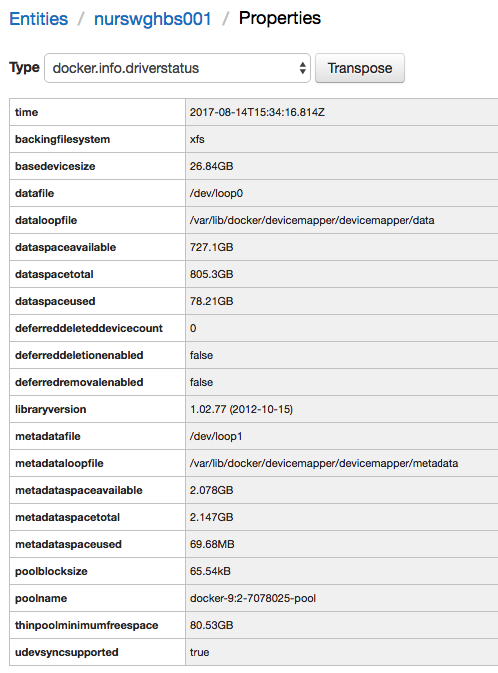 Entities / nurswghbs001 / Properties
Type docker.info.driverstatus Transpose
time 2017-08-14T15:34:16.814Z
backingfilesystem xfs
basedevicesize 26.84GB
datafile /dev/loop0
dataloopfile /var/lib/docker/devicemapper/devicemapper/data
dataspaceavailable 727.1GB
dataspacetotal 805.3GB
dataspaceused 78.21GB
deferreddeleteddevicecount 0
deferreddeletionenabled false
deferredremovalenabled false
libraryversion 1.02.77 (2012-10-15)
metadatafile /dev/loop1
metadataloopfile /var/lib/docker/devicemapper/devicemapper/metadata
metadataspaceavailable 2.078GB
metadataspacetotal 2.147GB
metadataspaceused 69.68MB
poolblocksize 65.54kB
poolname docker-9:2-7078025-pool
thinpoolminimumfreespace 80.53GB
udevsyncsupported true